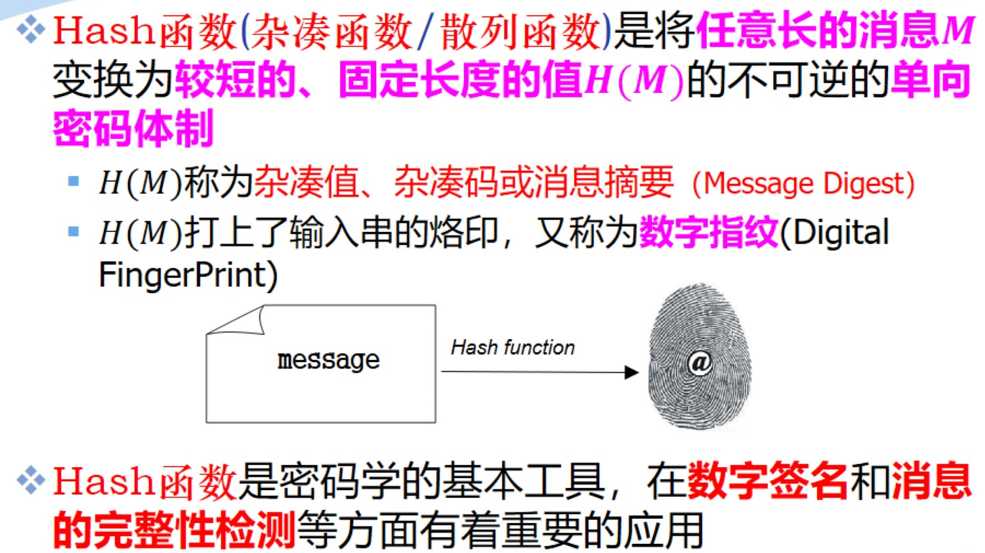 Hash函数(杂凑函数/散列函数)是将任意长的消息M
变换为较短的、固定长度的值H(M)的不可逆的单向
密码体制
H(M)称为杂凑值、杂凑码或消息摘要（Message Digest）
H(M)打上了输入串的烙印，又称为数字指纹(Digital
FingerPrint)
message
Hash function
a
Hash函数是密码学的基本工具，在数字签名和消息
的完整性检测等方面有着重要的应用